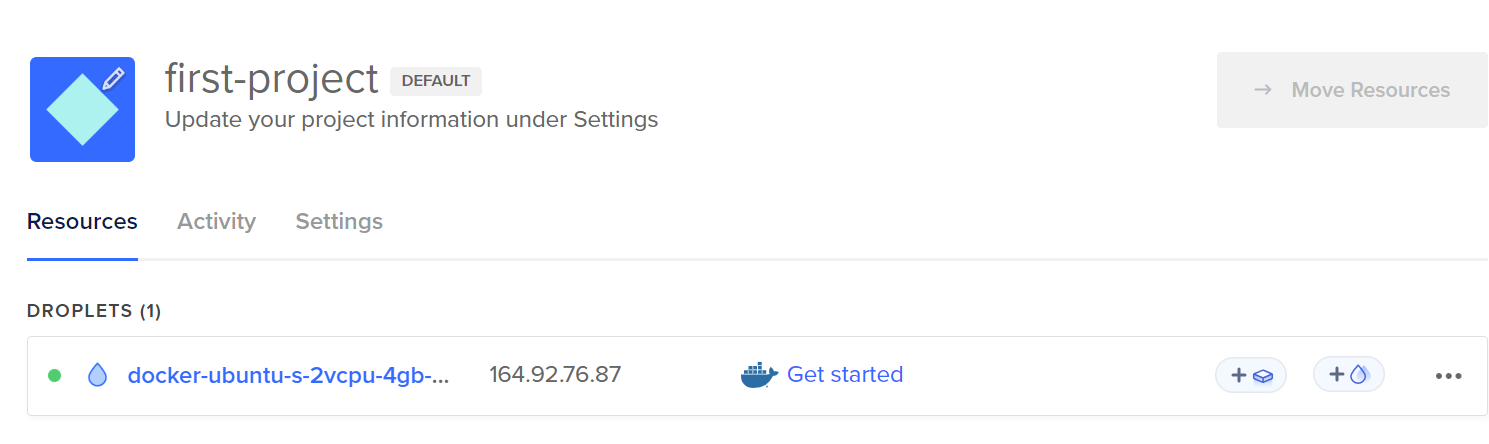 first-project DEFAULT
Update your project information under Settings
→ Move Resources
Resources Activity Settings
DROPLETS (1)
docker-ubuntu-s-2vcpu-4gb-... 164.92.76.87 Get started